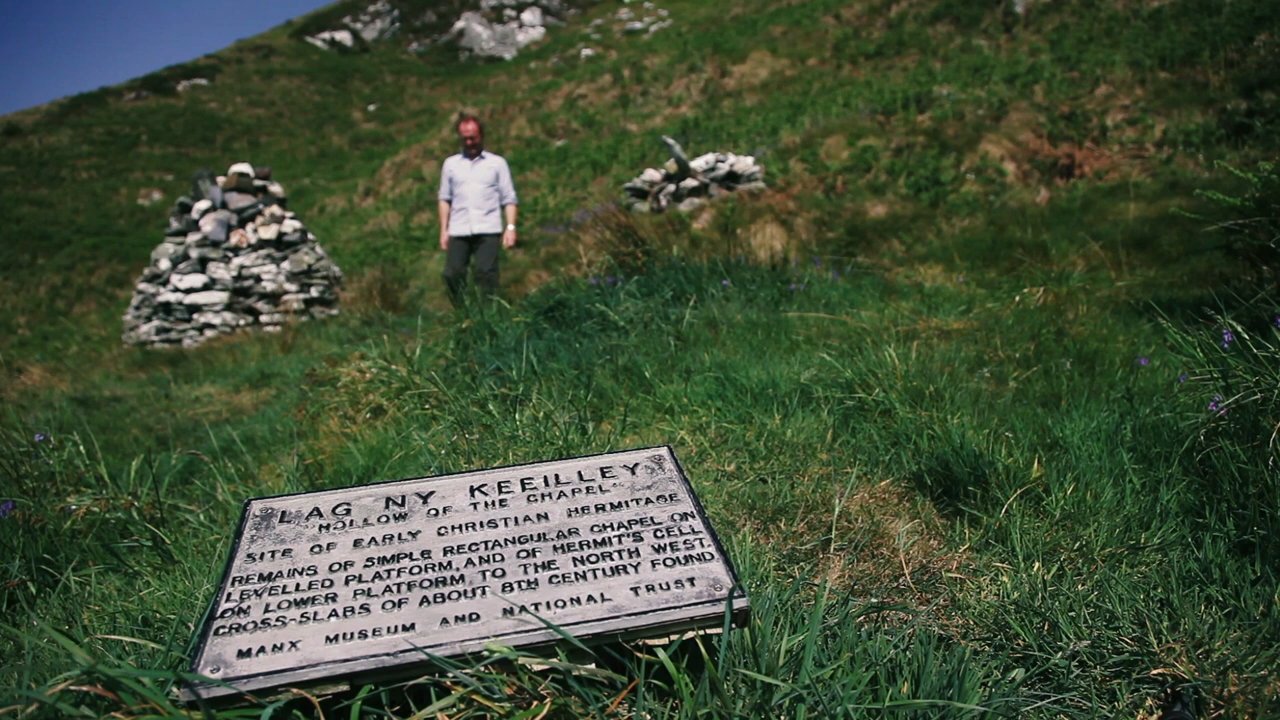 LAG NY KEEILLEY
"HOLLOW OF THE CHAPEL"
SITE OF EARLY CHRISTIAN HERMITAGE
REMAINS OF SIMPLE RECTANGULAR CHAPEL ON
LEVELLED PLATFORM, AND OF HERMIT'S CELL
ON LOWER PLATFORM, TO THE NORTH WEST.
CROSS-SLABS OF ABOUT 8TH CENTURY FOUND
MANX MUSEUM AND NATIONAL TRUST